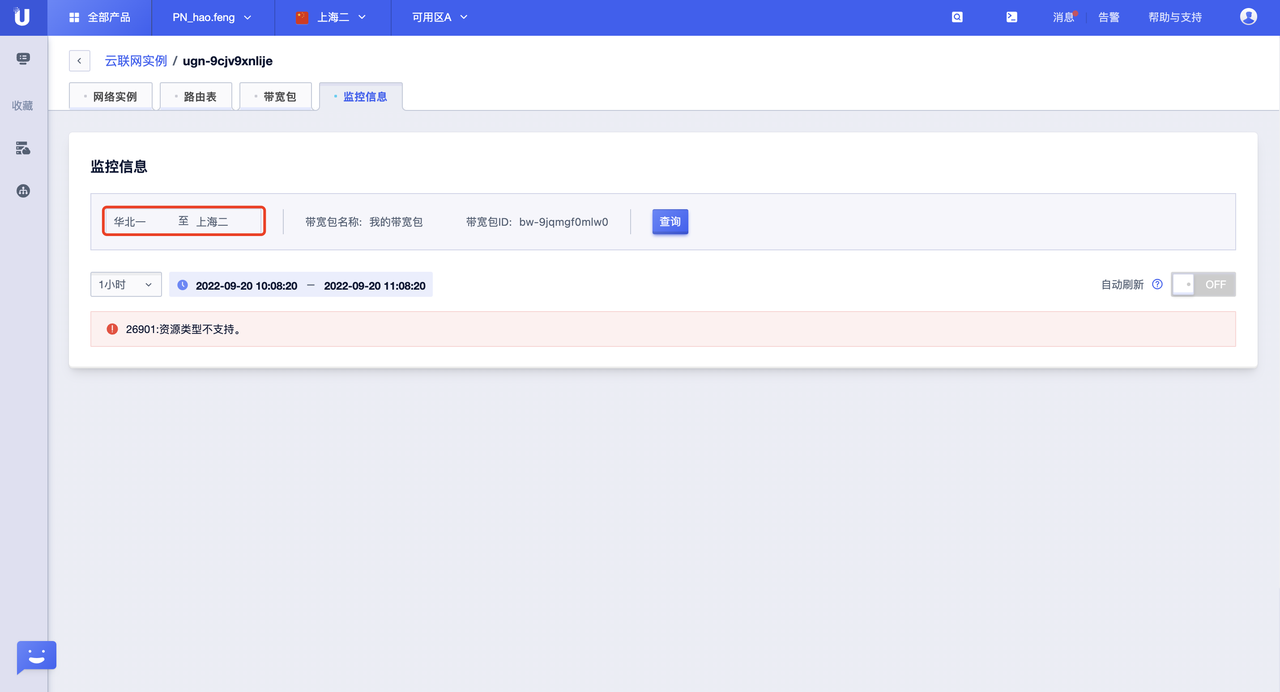 全部产品 PN_hao.feng 上海二 可用区A 消息 告警 帮助与支持
云联网实例 / ugn-9cjv9xnlije
收藏
网络实例 路由表 带宽包 监控信息
监控信息
华北一 至 上海二 带宽包名称: 我的带宽包 带宽包ID: bw-9jqmgf0mlw0 查询
1小时 2022-09-20 10:08:20 — 2022-09-20 11:08:20 自动刷新 OFF
26901:资源类型不支持。